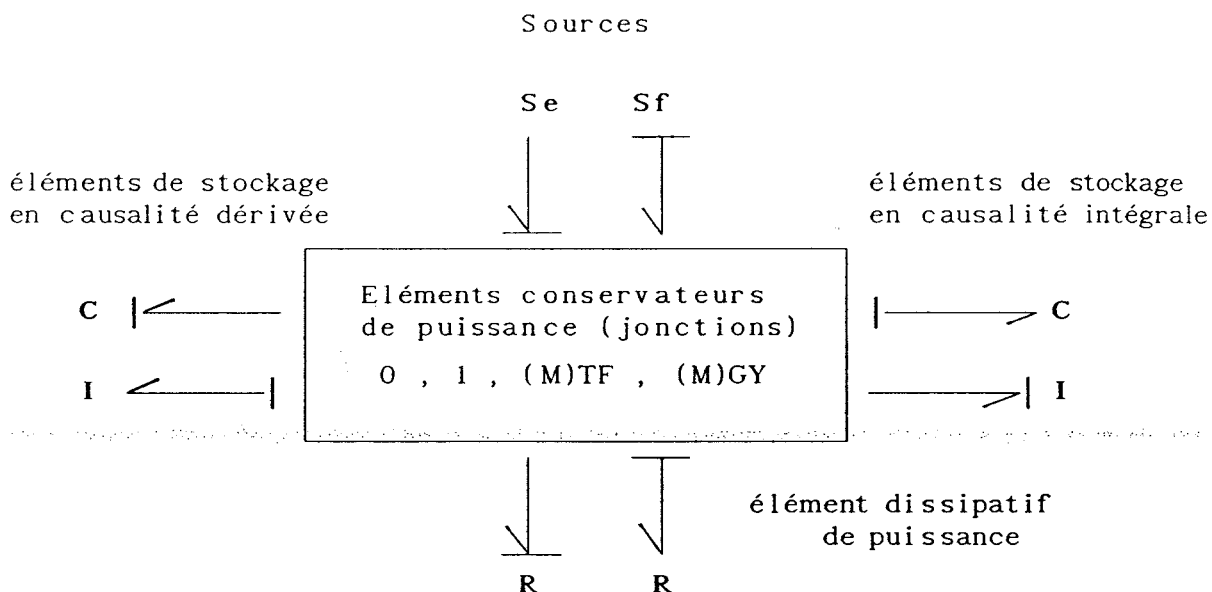 Sources
Se Sf
éléments de stockage
en causalité dérivée
éléments de stockage
en causalité intégrale
Eléments conservateurs
de puissance (jonctions)
0 , 1 , (M)TF , (M)GY
C
I
C
I
élément dissipatif
de puissance
R R